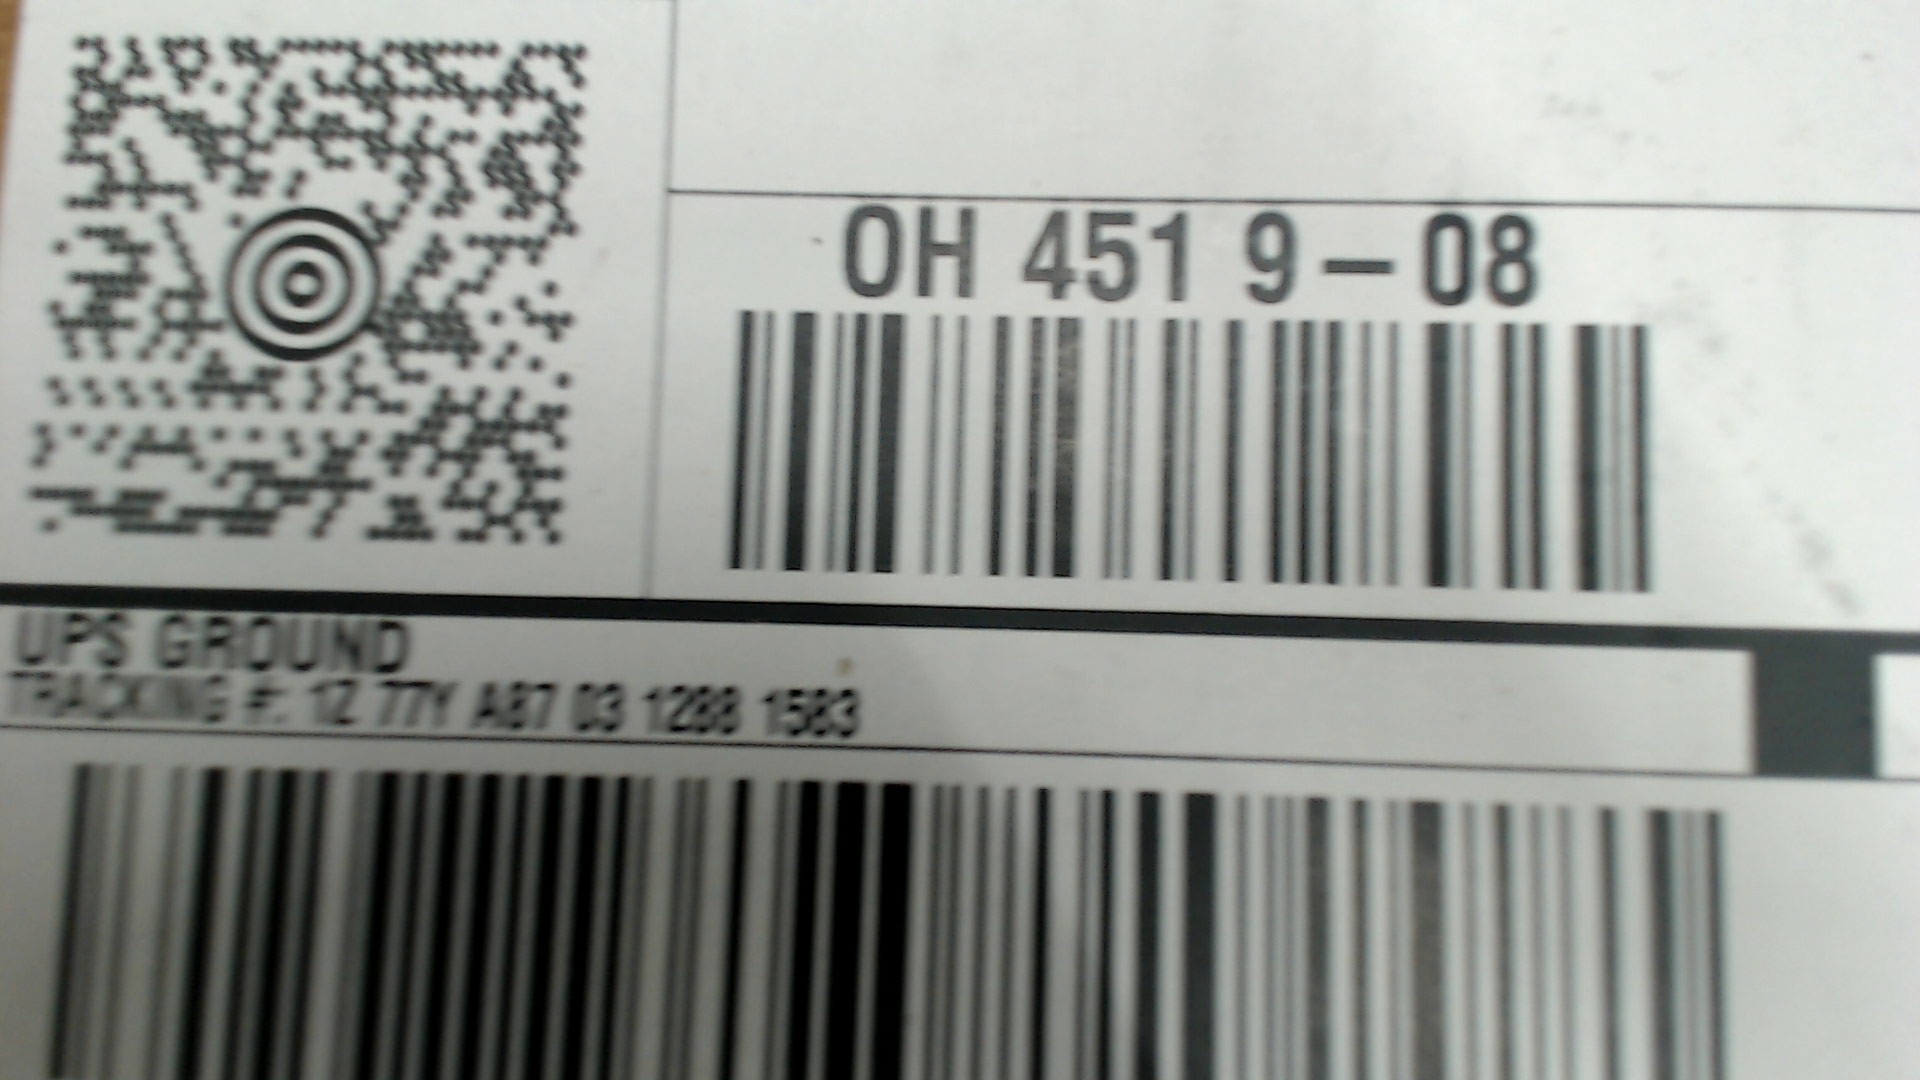 OH 451 9-08
UPS GROUND
TRACKING #: 1Z 77Y A87 03 1288 1583